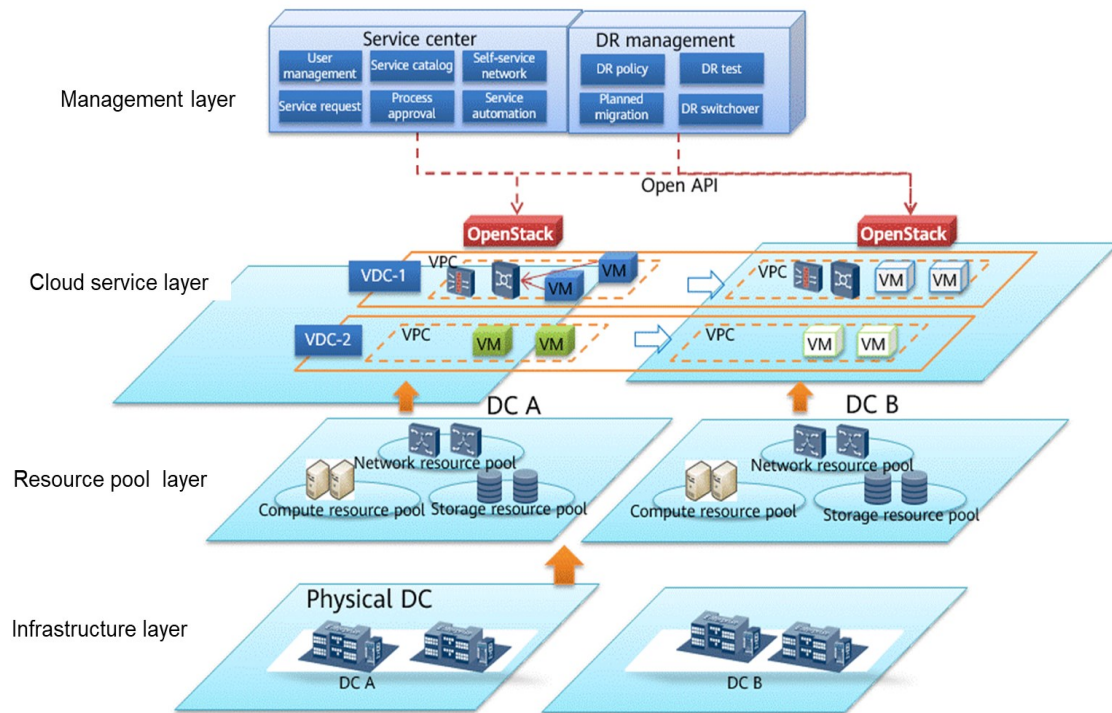 Service center
DR management
User
management
Service catalog
Self-service
network
DR policy
DR test
Management layer
Service request
Process
approval
Service
automation
Planned
migration
DR switchover
Open API
OpenStack
OpenStack
Cloud service layer
VDC-1
VPC
VM
VM
VPC
VM
VM
VDC-2
VPC
VM
VM
VPC
VM
VM
DC A
DC B
Resource pool layer
Network resource pool
Compute resource pool
Storage resource pool
Network resource pool
Compute resource pool
Storage resource pool
Infrastructure layer
Physical DC
DC A
DC B